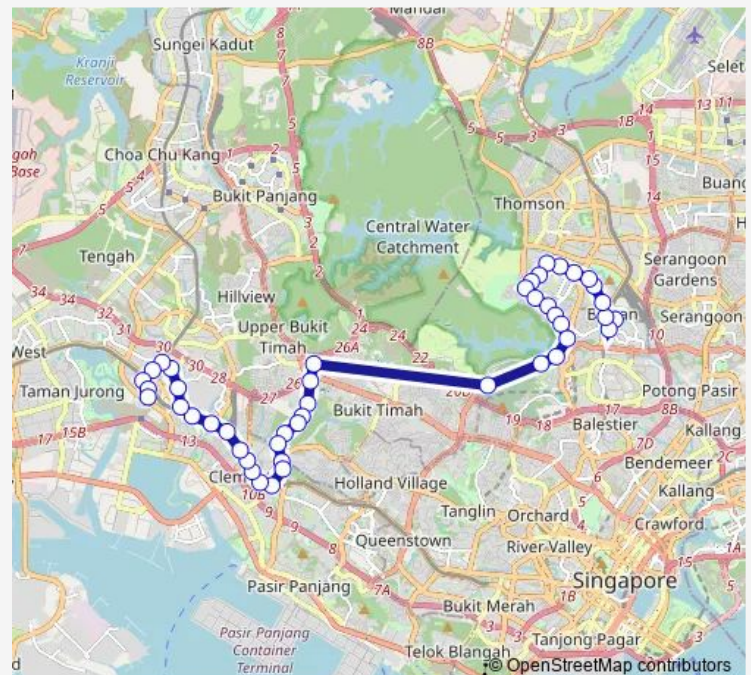 Mandai
8B
Sungei Kadut
Kranji
Reservoir
Selet
Choa Chu Kang
Bukit Panjang
Buang
Thomson
Central Water
Catchment
Tengah
Serangoon
Gardens
Hillview
Upper Bukit
Timah
Serangoon
West
Taman Jurong
Bukit Timah
Potong Pasir
Balestier
Kallang
Bendemeer
Holland Village
Kallang
Tanglin
Orchard
Crawford
Queenstown
River Valley
Pasir Panjang
Singapore
Bukit Merah
Pasir Panjang
Container
Terminal
Tanjong Pagar
Telok Blangah
© OpenStreetMap contributors